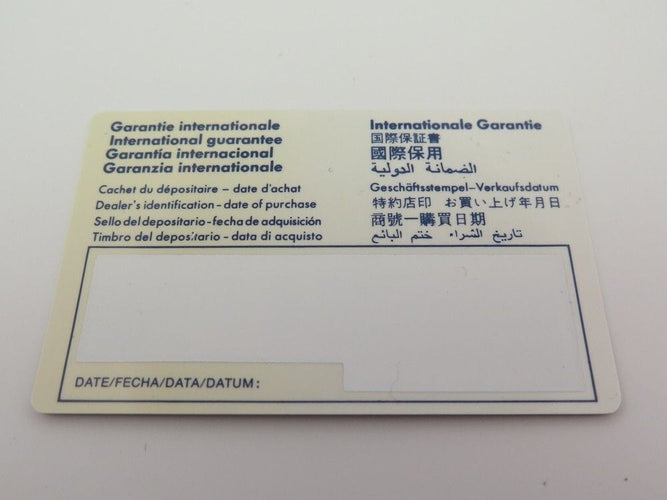 Garantie internationale
International guarantee
Garantía internacional
Garanzia internationale
Cachet du dépositaire – date d'achat
Dealer's identification - date of purchase
Sello del depositario - fecha de adquisición
Timbro del depositario - data di acquisto
Internationale Garantie
国際保証書
國際保用
الضمانة الدولية
Geschäftsstempel-Verkaufsdatum
特約店印 お買い上げ年月日
商號一購買日期
تاريخ الشراء ختم البائع
DATE/FECHA/DATA/DATUM: